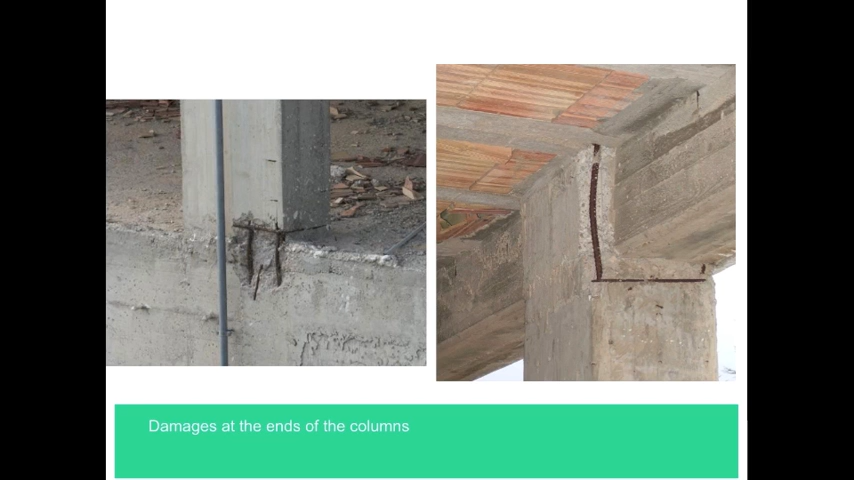 Damages at the ends of the columns